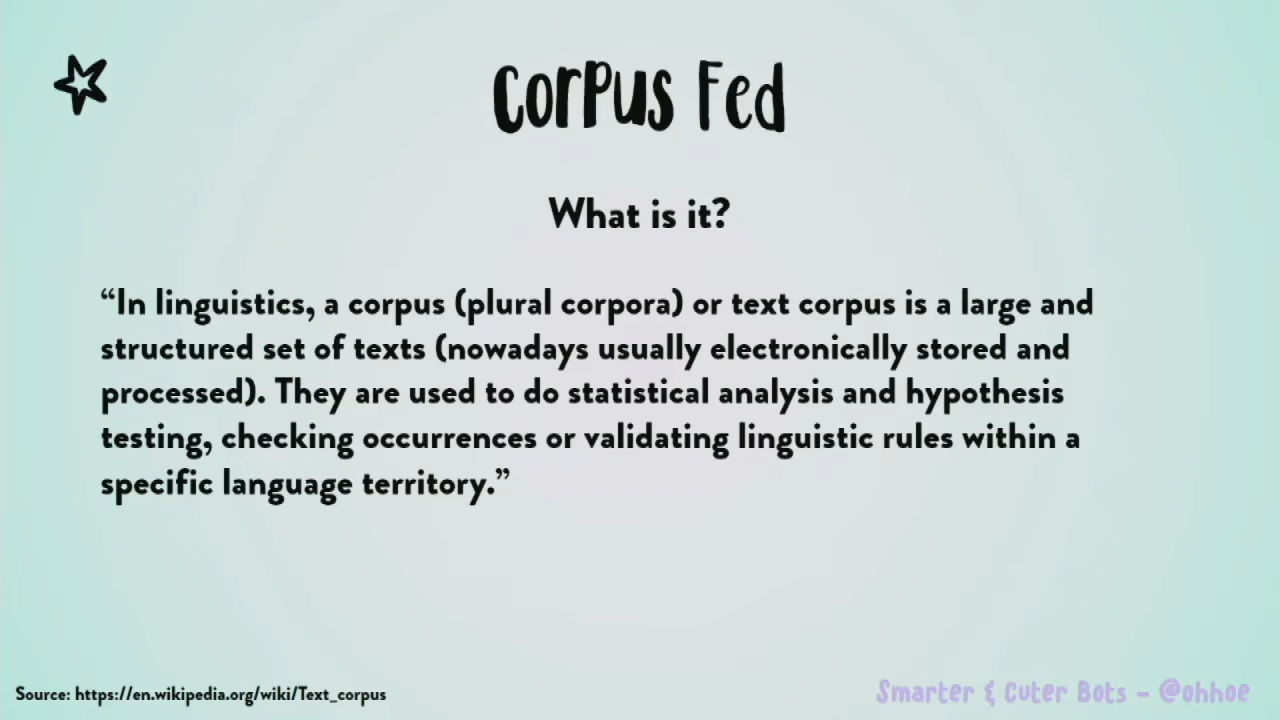 Corpus Fed
What is it?
“In linguistics, a corpus (plural corpora) or text corpus is a large and
structured set of texts (nowadays usually electronically stored and
processed). They are used to do statistical analysis and hypothesis
testing, checking occurrences or validating linguistic rules within a
specific language territory.”
Source: https://en.wikipedia.org/wiki/Text_corpus
Smarter & Cuter Bots - @ohhoe